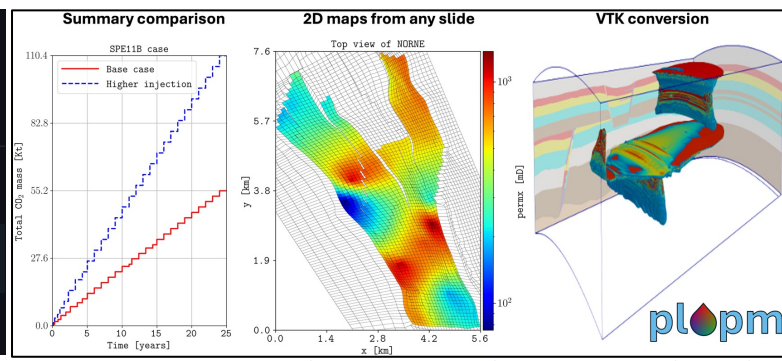 Summary comparison
2D maps from any slide
VTK conversion
SPE11B case
Base case
Higher injection
Total CO₂ mass [Kt]
110.4
82.8
55.2
27.6
0.0
0 5 10 15 20 25
Time [years]
Top view of NORNE
y [km]
7.6
5.7
3.8
1.9
0.0
0.0 1.4 2.8 4.2 5.6
x [km]
10³
10²
permx [mD]
plopm